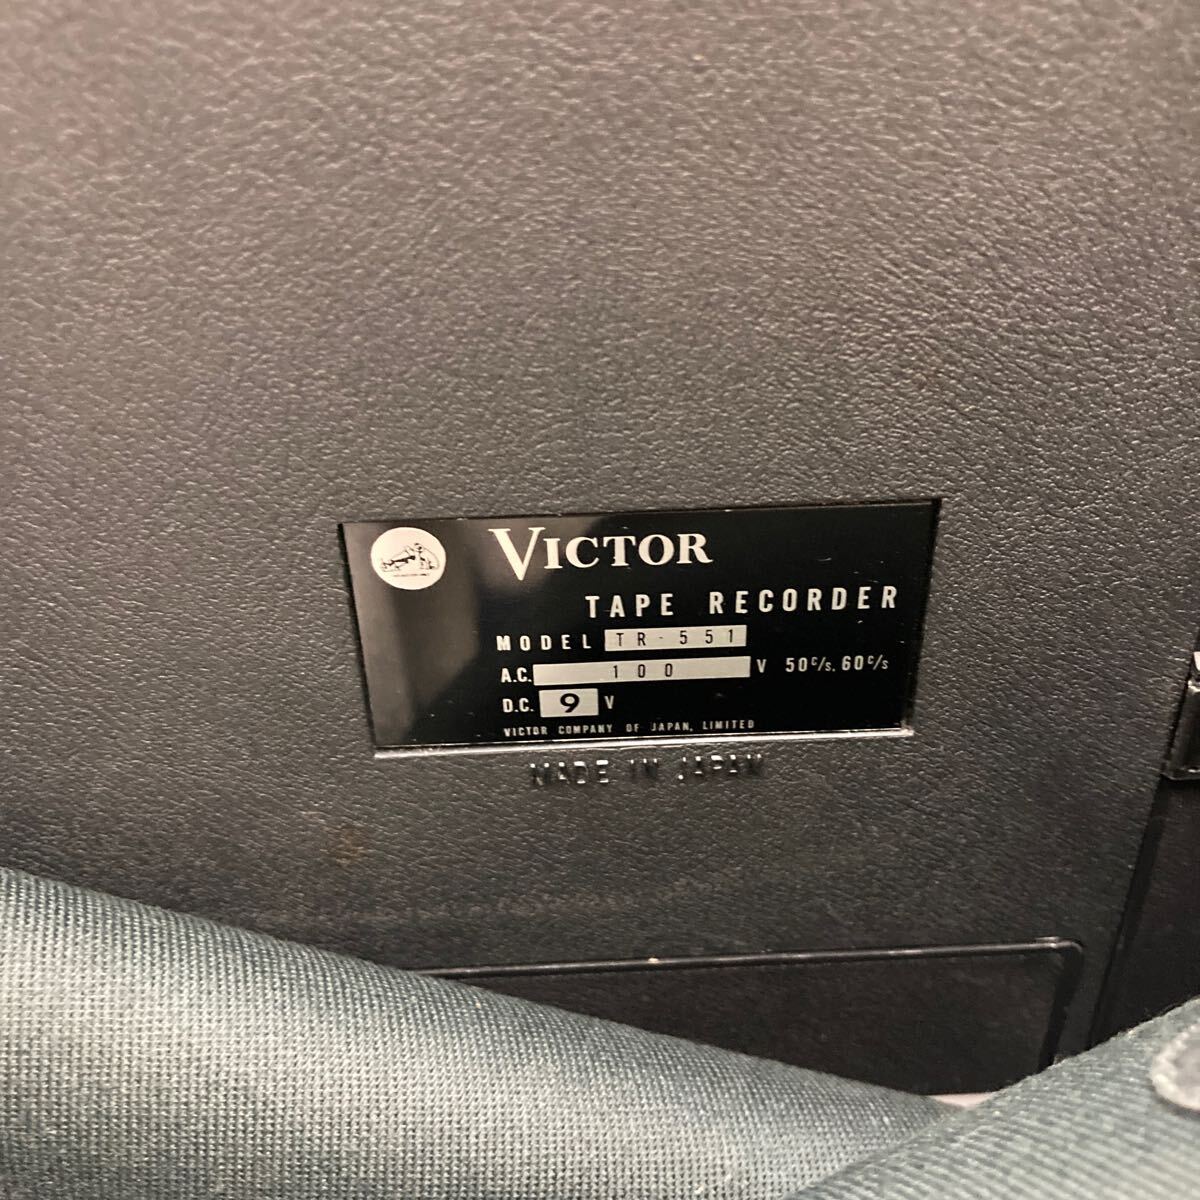 VICTOR
TAPE RECORDER
MODEL TR-551
A.C. 100 V 50c/s, 60c/s
D.C. 9 V
VICTOR COMPANY OF JAPAN, LIMITED
MADE IN JAPAN